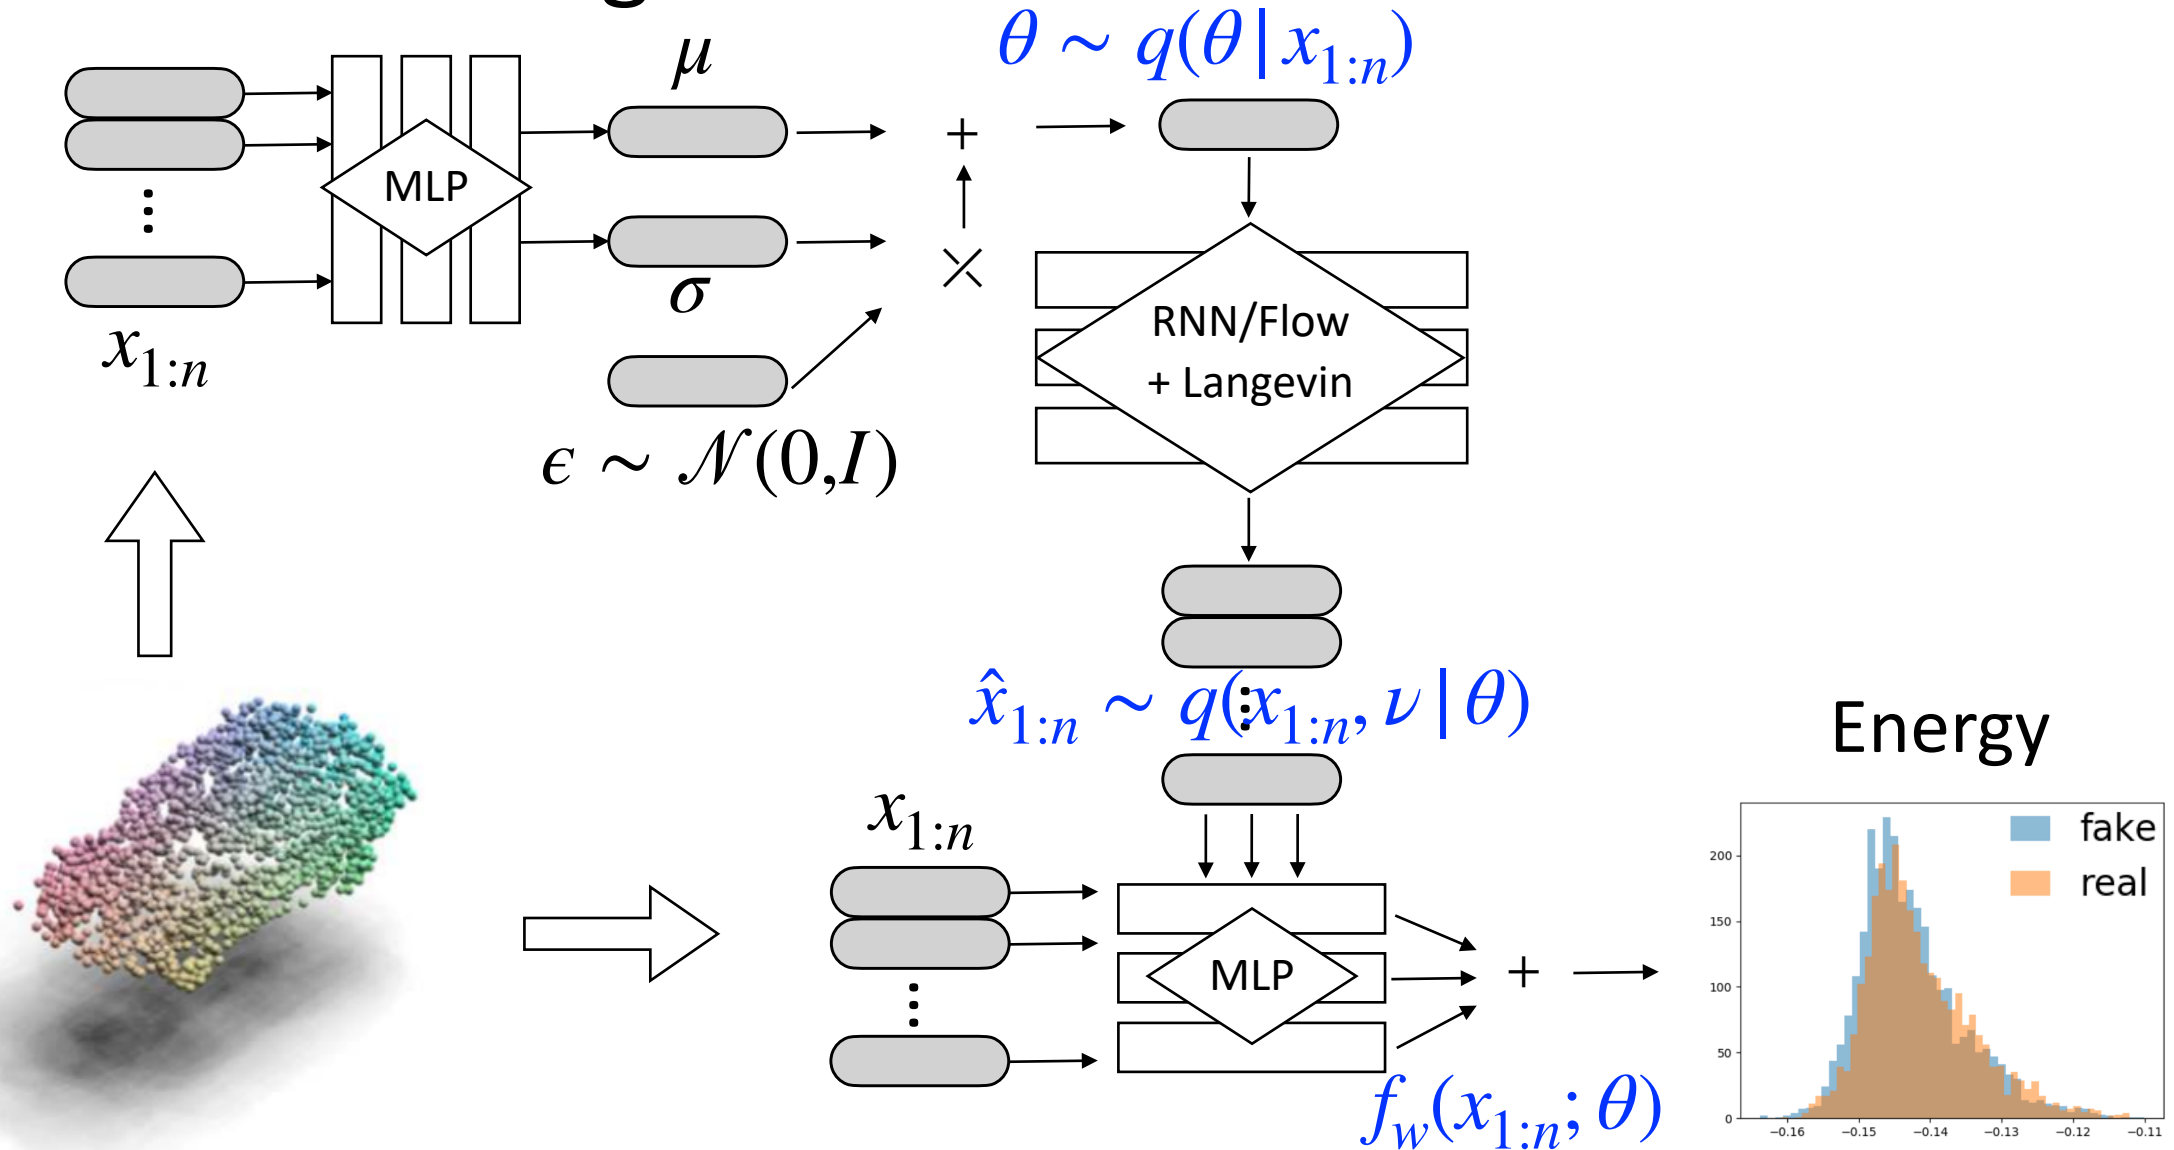 μ
θ ∼ q(θ | x₁:ₙ)
MLP
σ
x₁:ₙ
ϵ ∼ 𝒩(0,I)
+
×
RNN/Flow
+ Langevin
x̂₁:ₙ ∼ q(x₁:ₙ, ν | θ)
x₁:ₙ
MLP
+
f_w(x₁:ₙ; θ)
Energy
fake
real
200
150
100
50
0
−0.16 −0.15 −0.14 −0.13 −0.12 −0.11